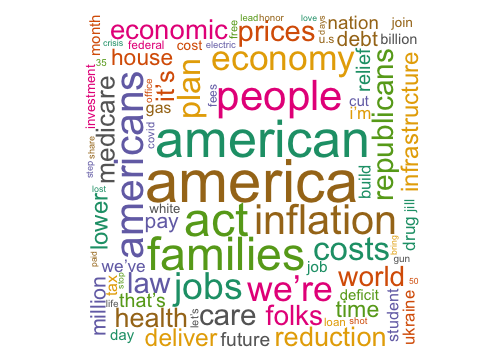 leadhonor love days
month economic free prices nation join
crisis federal cost electric u.s debt billion
35 house economy relief
investment it's office plan fees cut i'm
medicare gas people republicans infrastructure
americans covid american build
step share
lost lower white america drug jill
pay act inflation
families costs bring
paid we've job gun
million tax stop law jobs we're world 50
life that's let's deficit student ukraine
health care folks loan shot time
day deliver future reduction